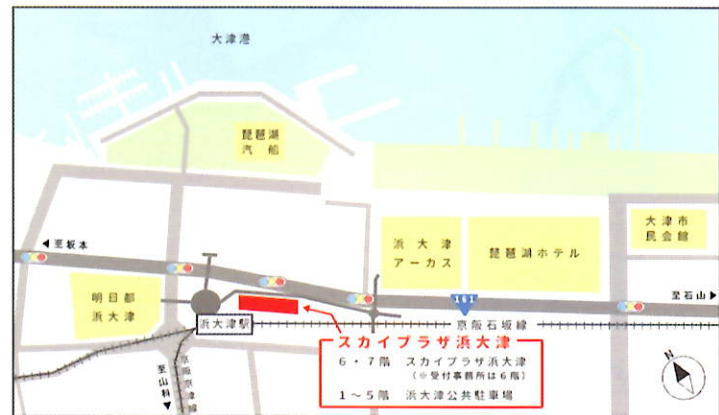 大津港
琵琶湖
汽船
大津市
民会館
浜大津
アーカス
琵琶湖ホテル
◀至坂本
明日都
浜大津
161
至石山▶
浜大津駅
京阪石坂線
京阪京津線
至山科▼
スカイプラザ浜大津
6・7階 スカイプラザ浜大津
(※受付事務所は6階)
1～5階 浜大津公共駐車場
N